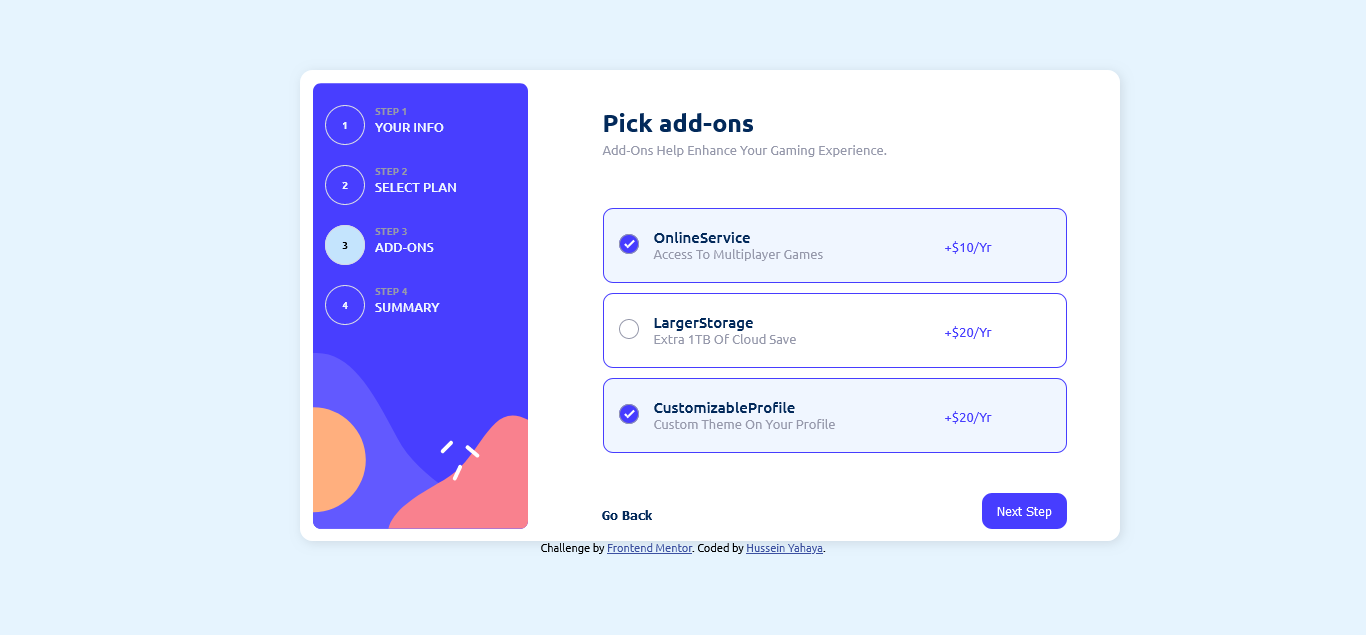 STEP 1
1
YOUR INFO
STEP 2
2
SELECT PLAN
STEP 3
3
ADD-ONS
STEP 4
4
SUMMARY
Pick add-ons
Add-Ons Help Enhance Your Gaming Experience.
OnlineService
Access To Multiplayer Games
+$10/Yr
LargerStorage
Extra 1TB Of Cloud Save
+$20/Yr
CustomizableProfile
Custom Theme On Your Profile
+$20/Yr
Go Back
Next Step
Challenge by Frontend Mentor. Coded by Hussein Yahaya.